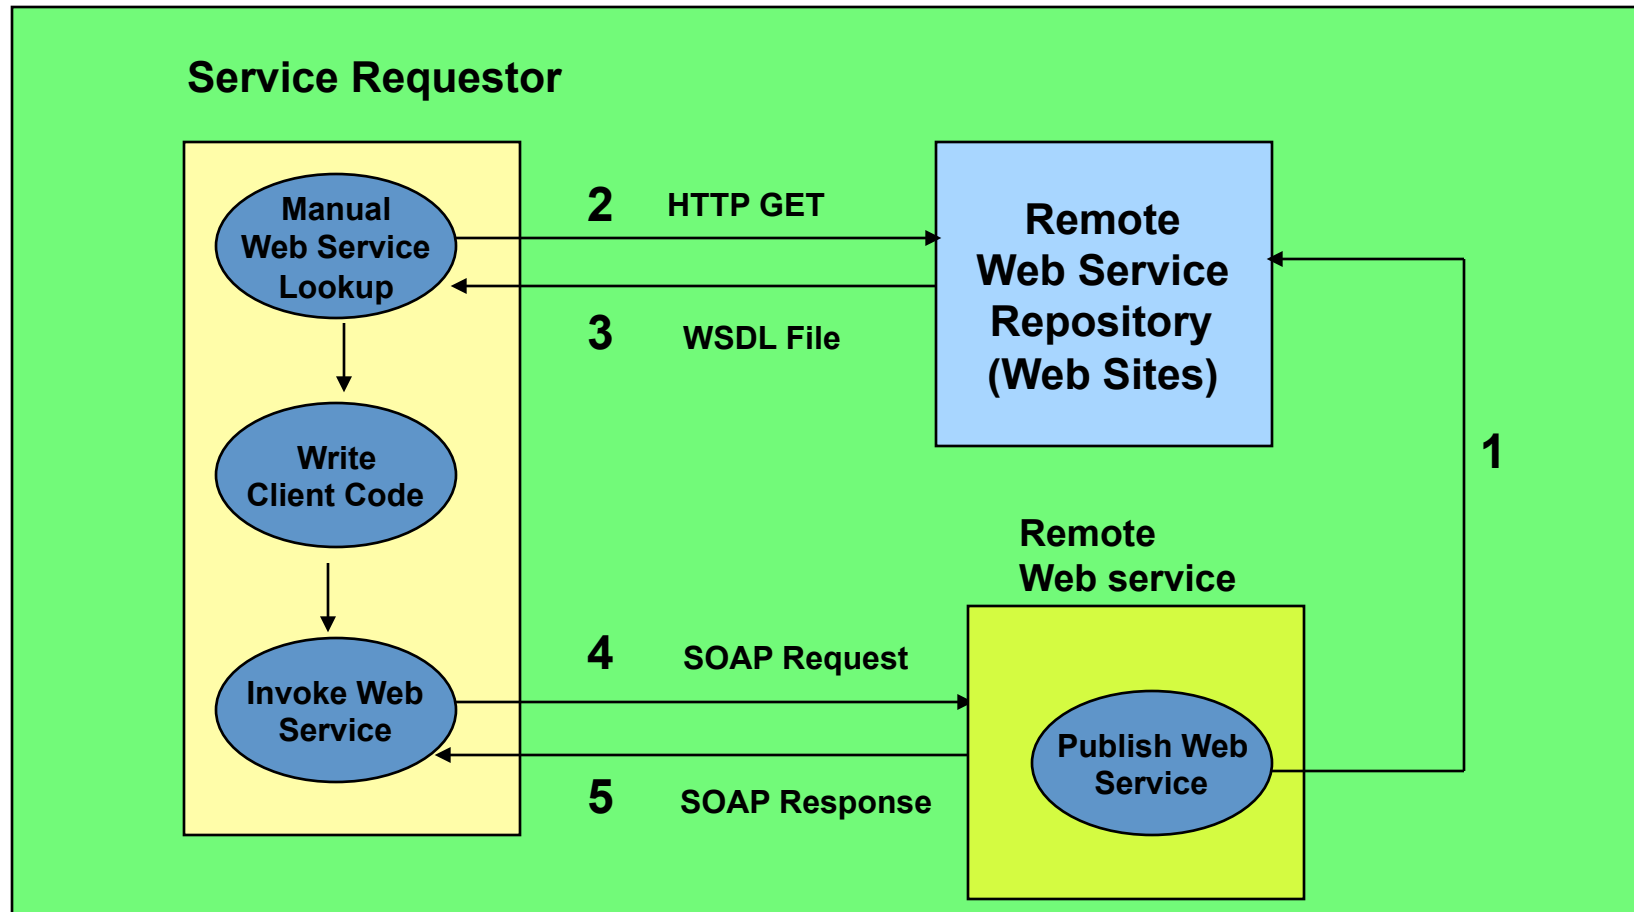 Service Requestor
Manual
Web Service
Lookup
2 HTTP GET
3 WSDL File
Remote
Web Service
Repository
(Web Sites)
1
Write
Client Code
Remote
Web service
Invoke Web
Service
4 SOAP Request
5 SOAP Response
Publish Web
Service